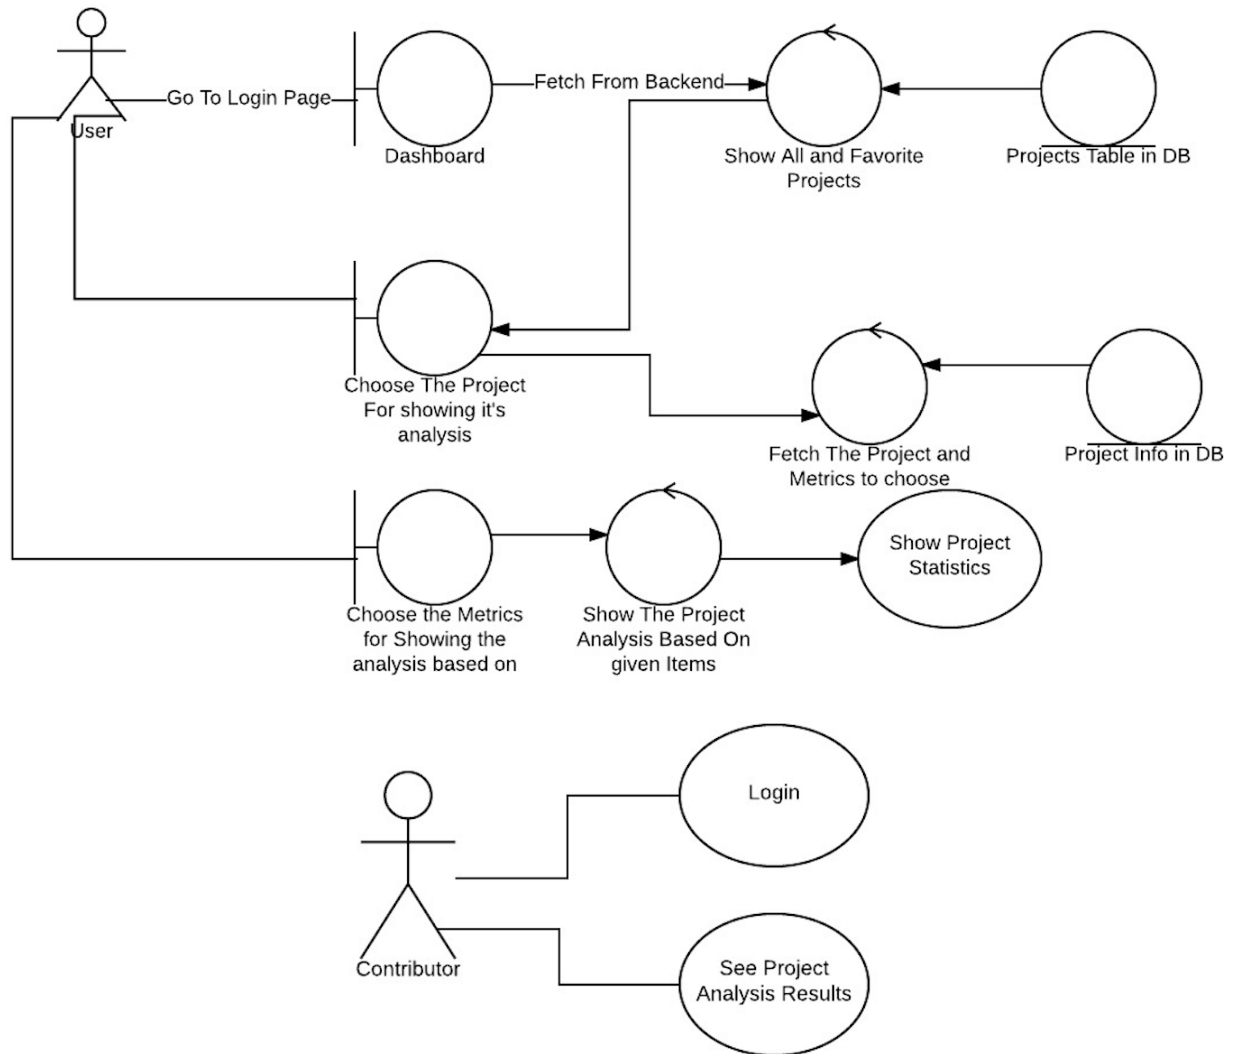 User
Go To Login Page
Dashboard
Fetch From Backend
Show All and Favorite
Projects
Projects Table in DB
Choose The Project
For showing it's
analysis
Fetch The Project and
Metrics to choose
Project Info in DB
Choose the Metrics
for Showing the
analysis based on
Show The Project
Analysis Based On
given Items
Show Project
Statistics
Login
Contributor
See Project
Analysis Results